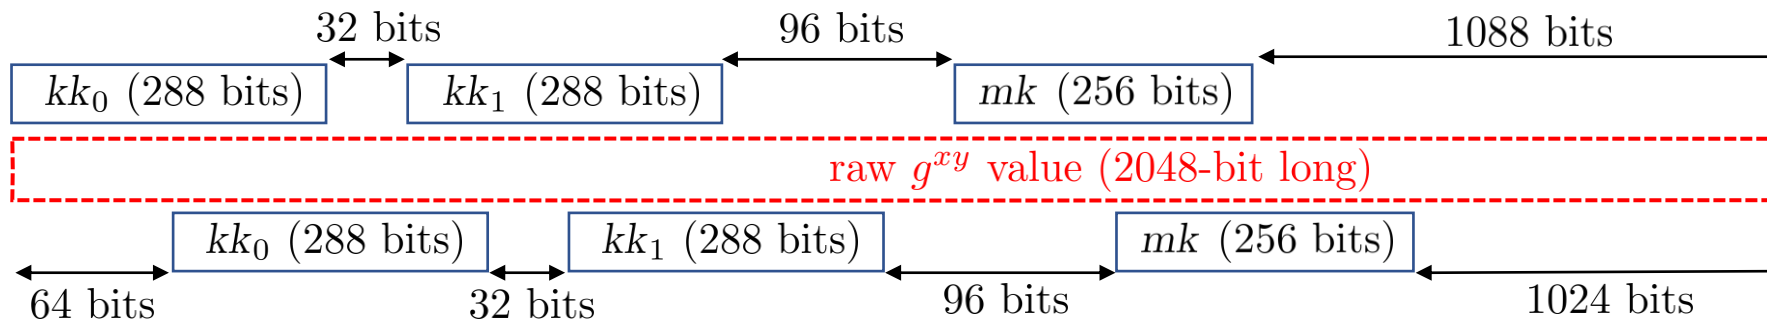 32 bits 96 bits 1088 bits
kk₀ (288 bits) kk₁ (288 bits) mk (256 bits)
raw gˣʸ value (2048-bit long)
kk₀ (288 bits) kk₁ (288 bits) mk (256 bits)
64 bits 32 bits 96 bits 1024 bits